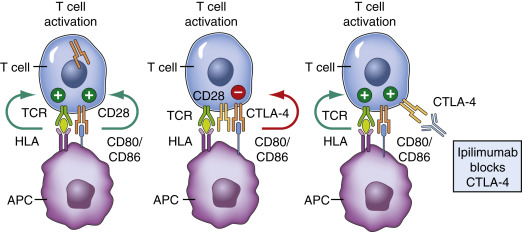 T cell
activation
T cell
TCR
CD28
HLA
CD80/
CD86
APC
T cell
activation
T cell
CD28
TCR
CTLA-4
HLA
CD80/
CD86
APC
T cell
activation
T cell
CTLA-4
TCR
CD28
HLA
CD80/
CD86
APC
Ipilimumab
blocks
CTLA-4